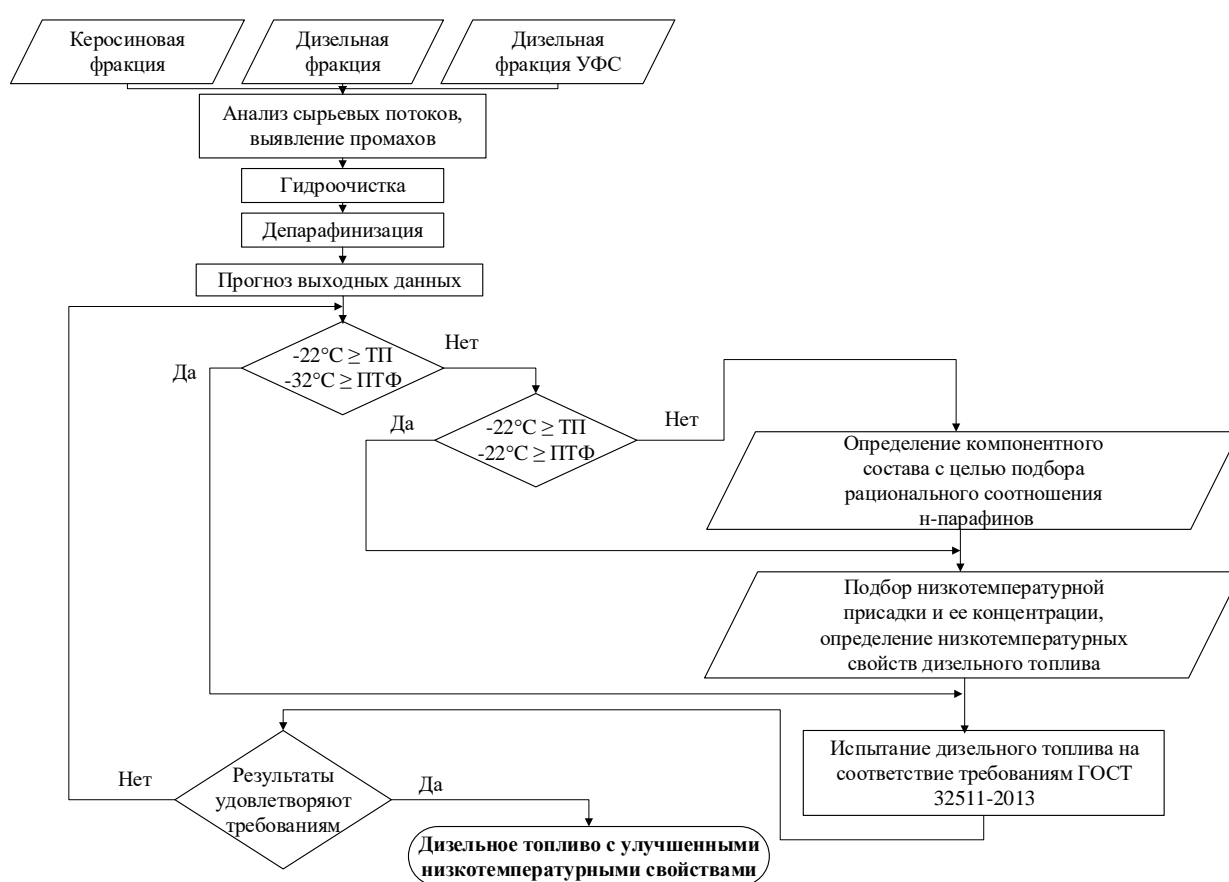 Керосиновая
фракция
Дизельная
фракция
Дизельная
фракция УФС
Анализ сырьевых потоков,
выявление промахов
Гидроочистка
Депарафинизация
Прогноз выходных данных
-22°C ≥ ТП
-32°C ≥ ПТФ
Да
Нет
-22°C ≥ ТП
-22°C ≥ ПТФ
Да
Нет
Определение компонентного
состава с целью подбора
рационального соотношения
н-парафинов
Подбор низкотемпературной
присадки и ее концентрации,
определение низкотемпературных
свойств дизельного топлива
Испытание дизельного топлива на
соответствие требованиям ГОСТ
32511-2013
Результаты
удовлетворяют
требованиям
Нет
Да
Дизельное топливо с улучшенными
низкотемпературными свойствами